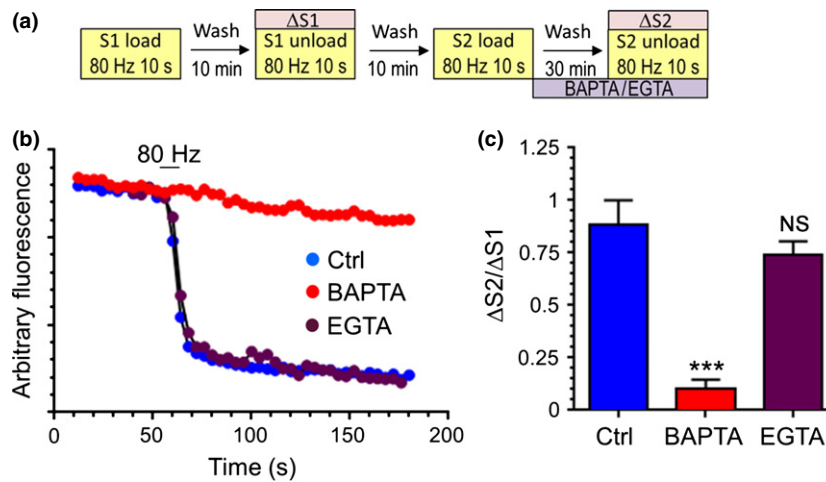 (a)
ΔS1
ΔS2
S1 load
80 Hz 10 s
Wash
10 min
S1 unload
80 Hz 10 s
Wash
10 min
S2 load
80 Hz 10 s
Wash
30 min
S2 unload
80 Hz 10 s
BAPTA/EGTA
(b)
80 Hz
Arbitrary fluorescence
Ctrl
BAPTA
EGTA
0
50
100
150
200
Time (s)
(c)
1.25
1
0.75
0.5
0.25
0
ΔS2/ΔS1
***
NS
Ctrl
BAPTA
EGTA